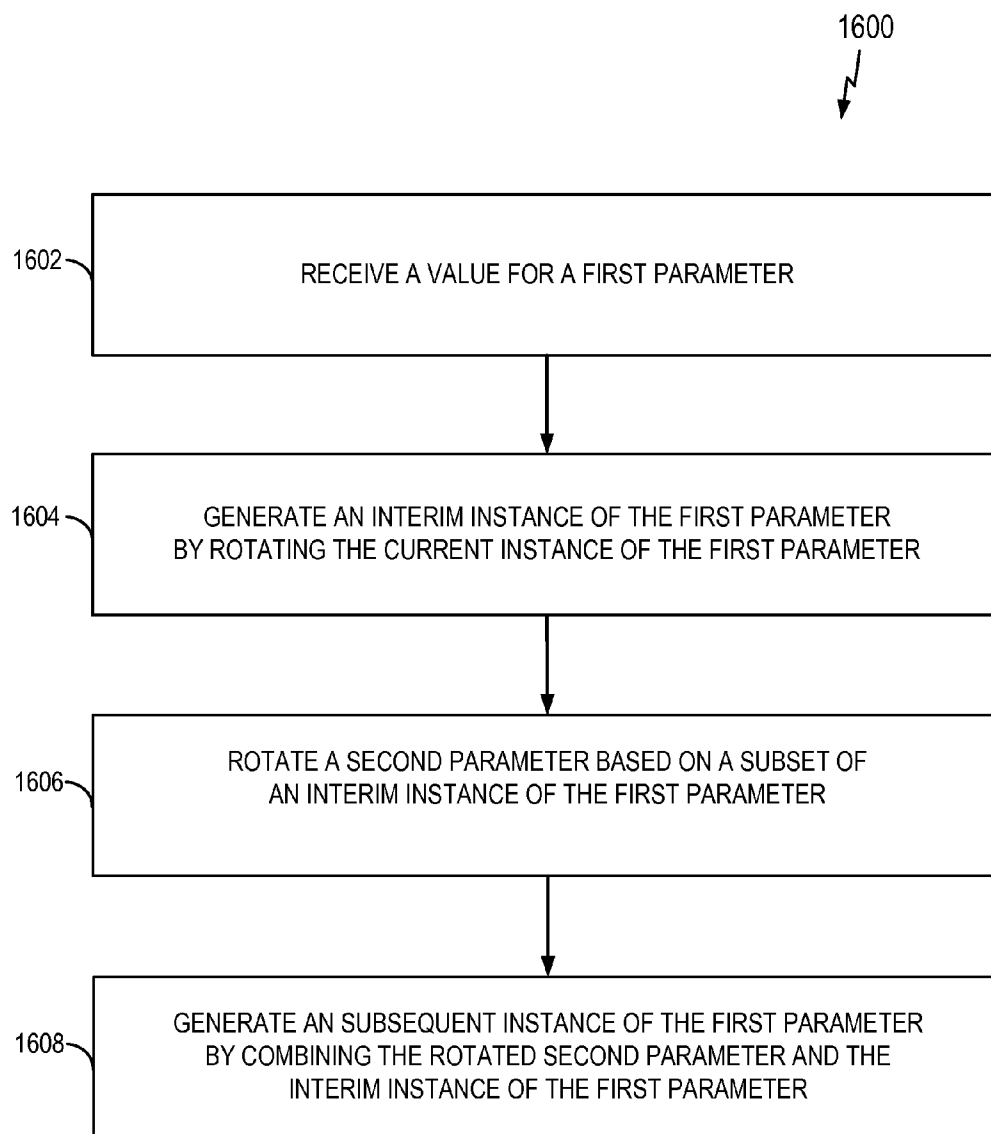 1600
1602
RECEIVE A VALUE FOR A FIRST PARAMETER
1604
GENERATE AN INTERIM INSTANCE OF THE FIRST PARAMETER
BY ROTATING THE CURRENT INSTANCE OF THE FIRST PARAMETER
1606
ROTATE A SECOND PARAMETER BASED ON A SUBSET OF
AN INTERIM INSTANCE OF THE FIRST PARAMETER
1608
GENERATE AN SUBSEQUENT INSTANCE OF THE FIRST PARAMETER
BY COMBINING THE ROTATED SECOND PARAMETER AND THE
INTERIM INSTANCE OF THE FIRST PARAMETER